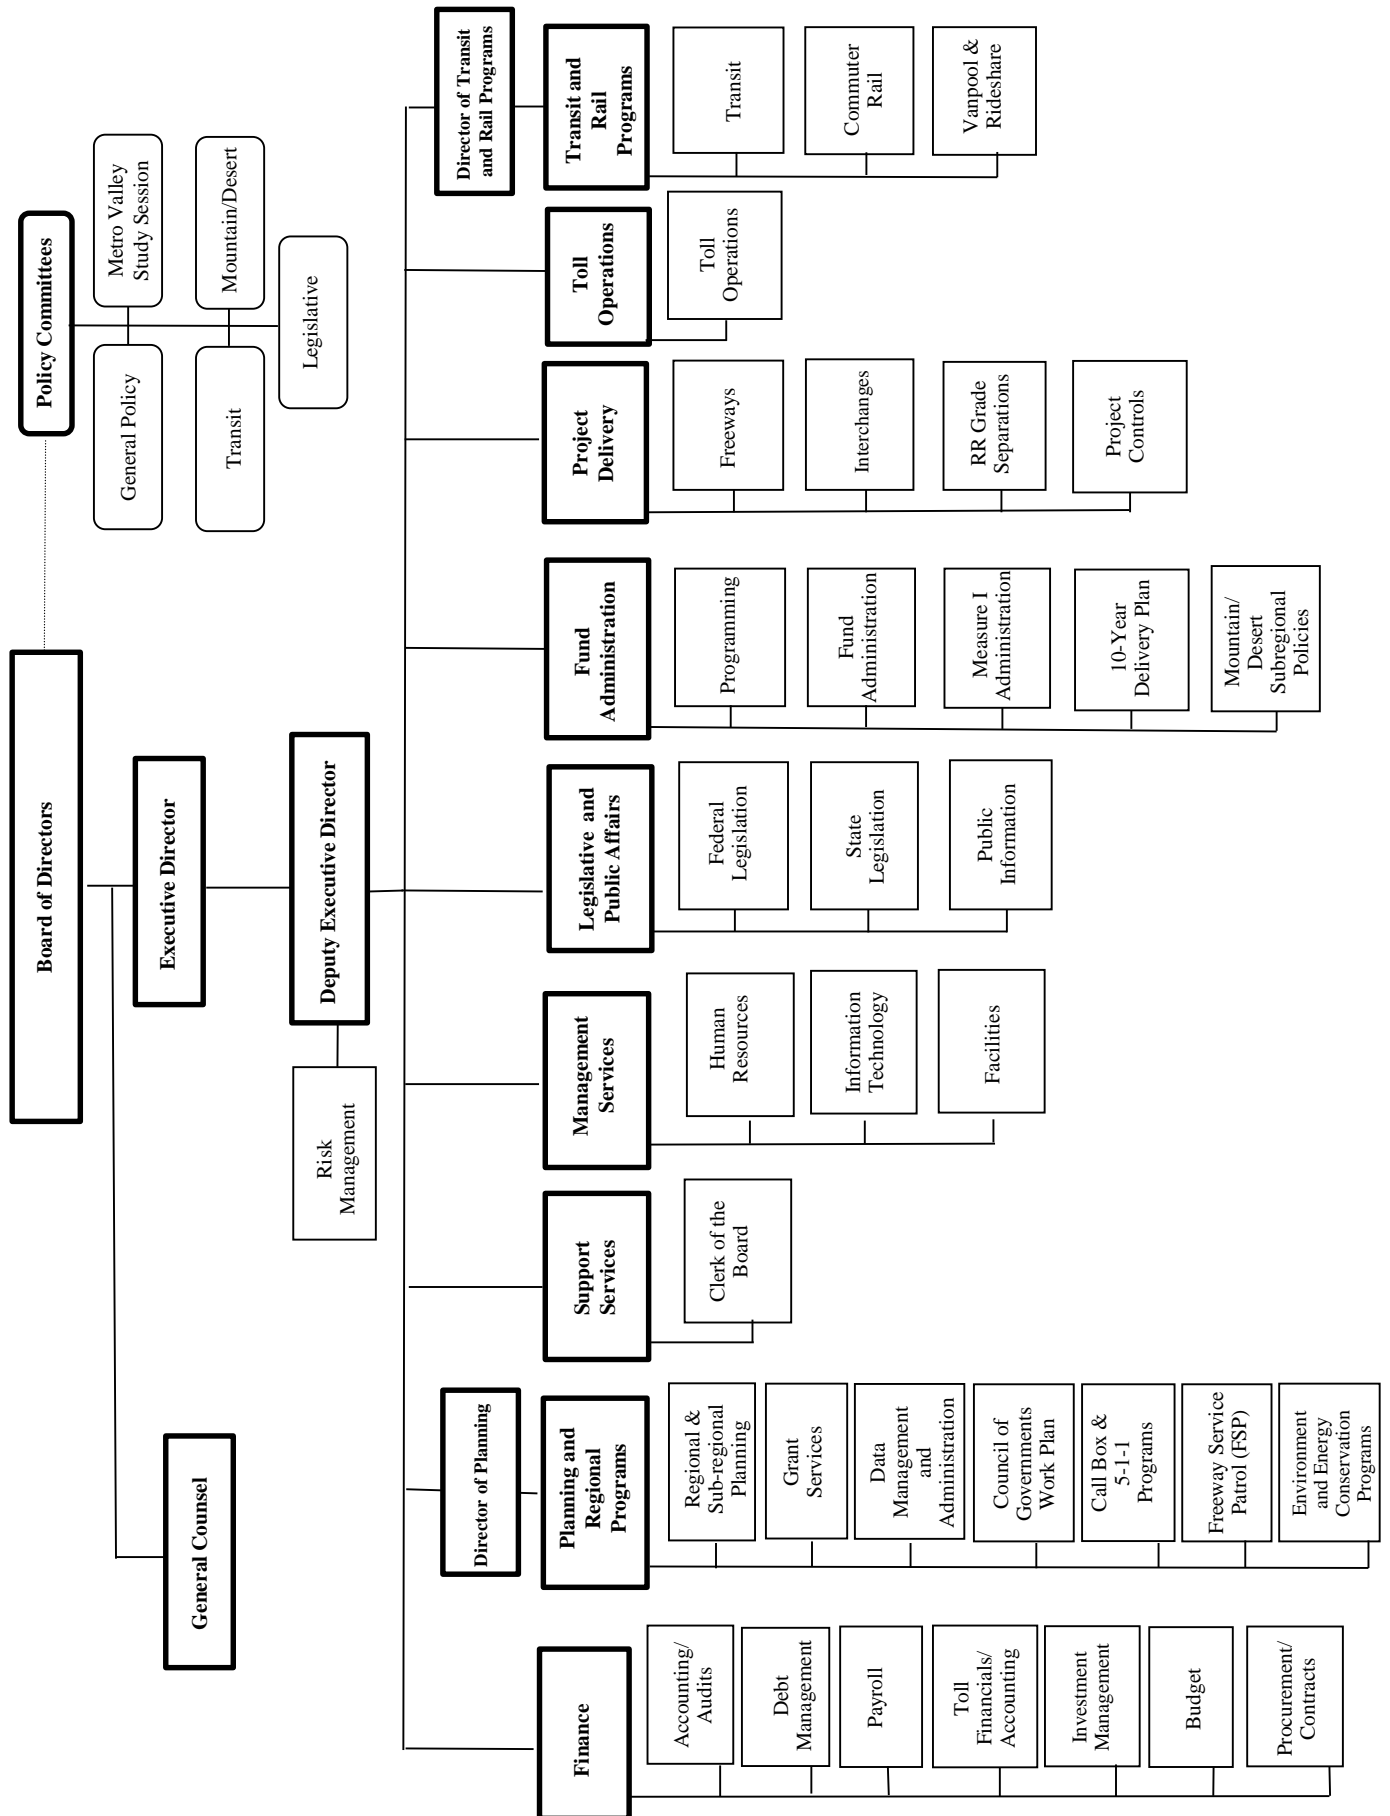 Board of Directors
Policy Committees
General Policy
Metro Valley
Study Session
Transit
Mountain/Desert
Legislative
General Counsel
Executive Director
Risk
Management
Deputy Executive Director
Finance
Accounting/
Audits
Debt
Management
Payroll
Toll
Financials/
Accounting
Investment
Management
Budget
Procurement/
Contracts
Director of Planning
Planning and
Regional
Programs
Regional &
Sub-regional
Planning
Grant
Services
Data
Management
and
Administration
Council of
Governments
Work Plan
Call Box &
5-1-1
Programs
Freeway Service
Patrol (FSP)
Environment
and Energy
Conservation
Programs
Support
Services
Clerk of the
Board
Management
Services
Human
Resources
Information
Technology
Facilities
Legislative and
Public Affairs
Federal
Legislation
State
Legislation
Public
Information
Fund
Administration
Programming
Fund
Administration
Measure I
Administration
10-Year
Delivery Plan
Mountain/
Desert
Subregional
Policies
Project
Delivery
Freeways
Interchanges
RR Grade
Separations
Project
Controls
Toll
Operations
Toll
Operations
Director of Transit
and Rail Programs
Transit and
Rail
Programs
Transit
Commuter
Rail
Vanpool &
Rideshare